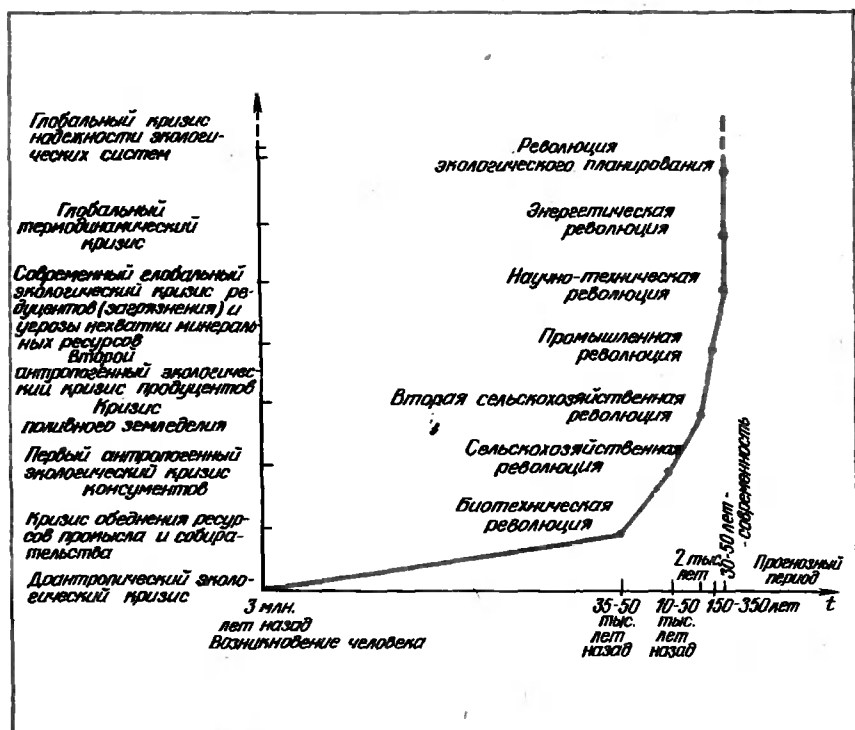 Глобальный кризис
надежности экологи-
ческих систем
Глобальный
термодинамический
кризис
Современный глобальный
экологический кризис ре-
дуцентов (загрязнения) и
угрозы нехватки минераль-
ных ресурсов
Второй
антропогенный экологичес-
кий кризис продуцентов
Кризис
поливного земледелия
Первый антропогенный
экологический кризис
консументов
Кризис обеднения ресур-
сов промысла и собира-
тельства
Доантропический эколо-
гический кризис
Революция
экологического планирования
Энергетическая
революция
Научно-техническая
революция
Промышленная
революция
Вторая сельскохозяйственная
революция
Сельскохозяйственная
революция
Биотехническая
революция
3 млн.
лет назад
Возникновение человека
35-50
тыс.
лет
назад
10-50
тыс.
лет
назад
2 тыс.
лет
150-350 лет
30-50 лет -
- современность
Прогнозный
период
t